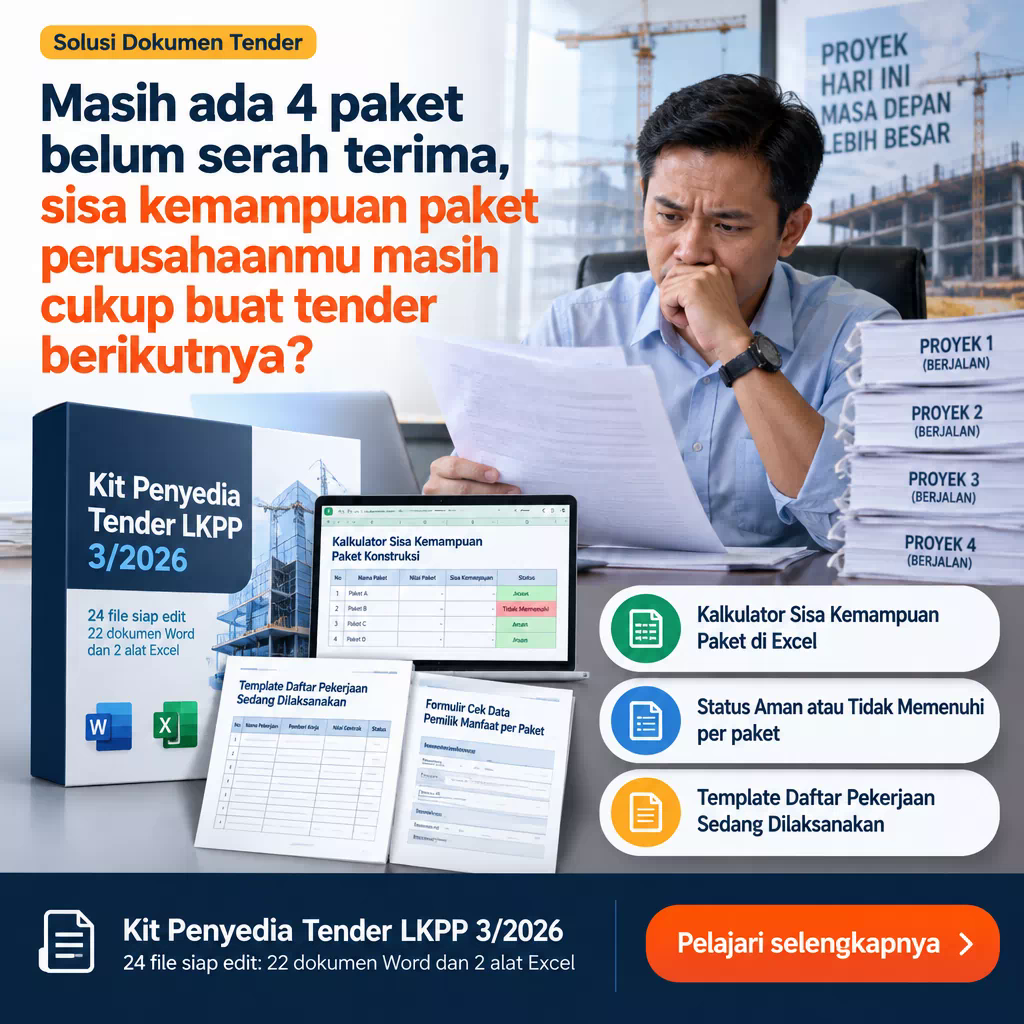 Solusi Dokumen Tender
Masih ada 4 paket
belum serah terima,
sisa kemampuan paket
perusahaanmu masih
cukup buat tender
berikutnya?
PROYEK
HARI INI
MASA DEPAN
LEBIH BESAR
PROYEK 1
(BERJALAN)
PROYEK 2
(BERJALAN)
PROYEK 3
(BERJALAN)
PROYEK 4
(BERJALAN)
Kit Penyedia
Tender LKPP
3/2026
24 file siap edit
22 dokumen Word
dan 2 alat Excel
W
X
Kalkulator Sisa Kemampuan
Paket Konstruksi
No Nama Paket Nilai Paket Sisa Status
1 Paket A
2 Paket B Tidak Memenuhi
3 Paket C Aman
4 Paket D
Template Daftar Pekerjaan
Sedang Dilaksanakan
No Nama Pekerjaan Pemberi Kerja Nilai Kontrak Status
Formulir Cek Data
Pemilik Manfaat per Paket
Kalkulator Sisa Kemampuan
Paket di Excel
Status Aman atau Tidak Memenuhi
per paket
Template Daftar Pekerjaan
Sedang Dilaksanakan
Kit Penyedia Tender LKPP 3/2026
24 file siap edit: 22 dokumen Word dan 2 alat Excel
Pelajari selengkapnya